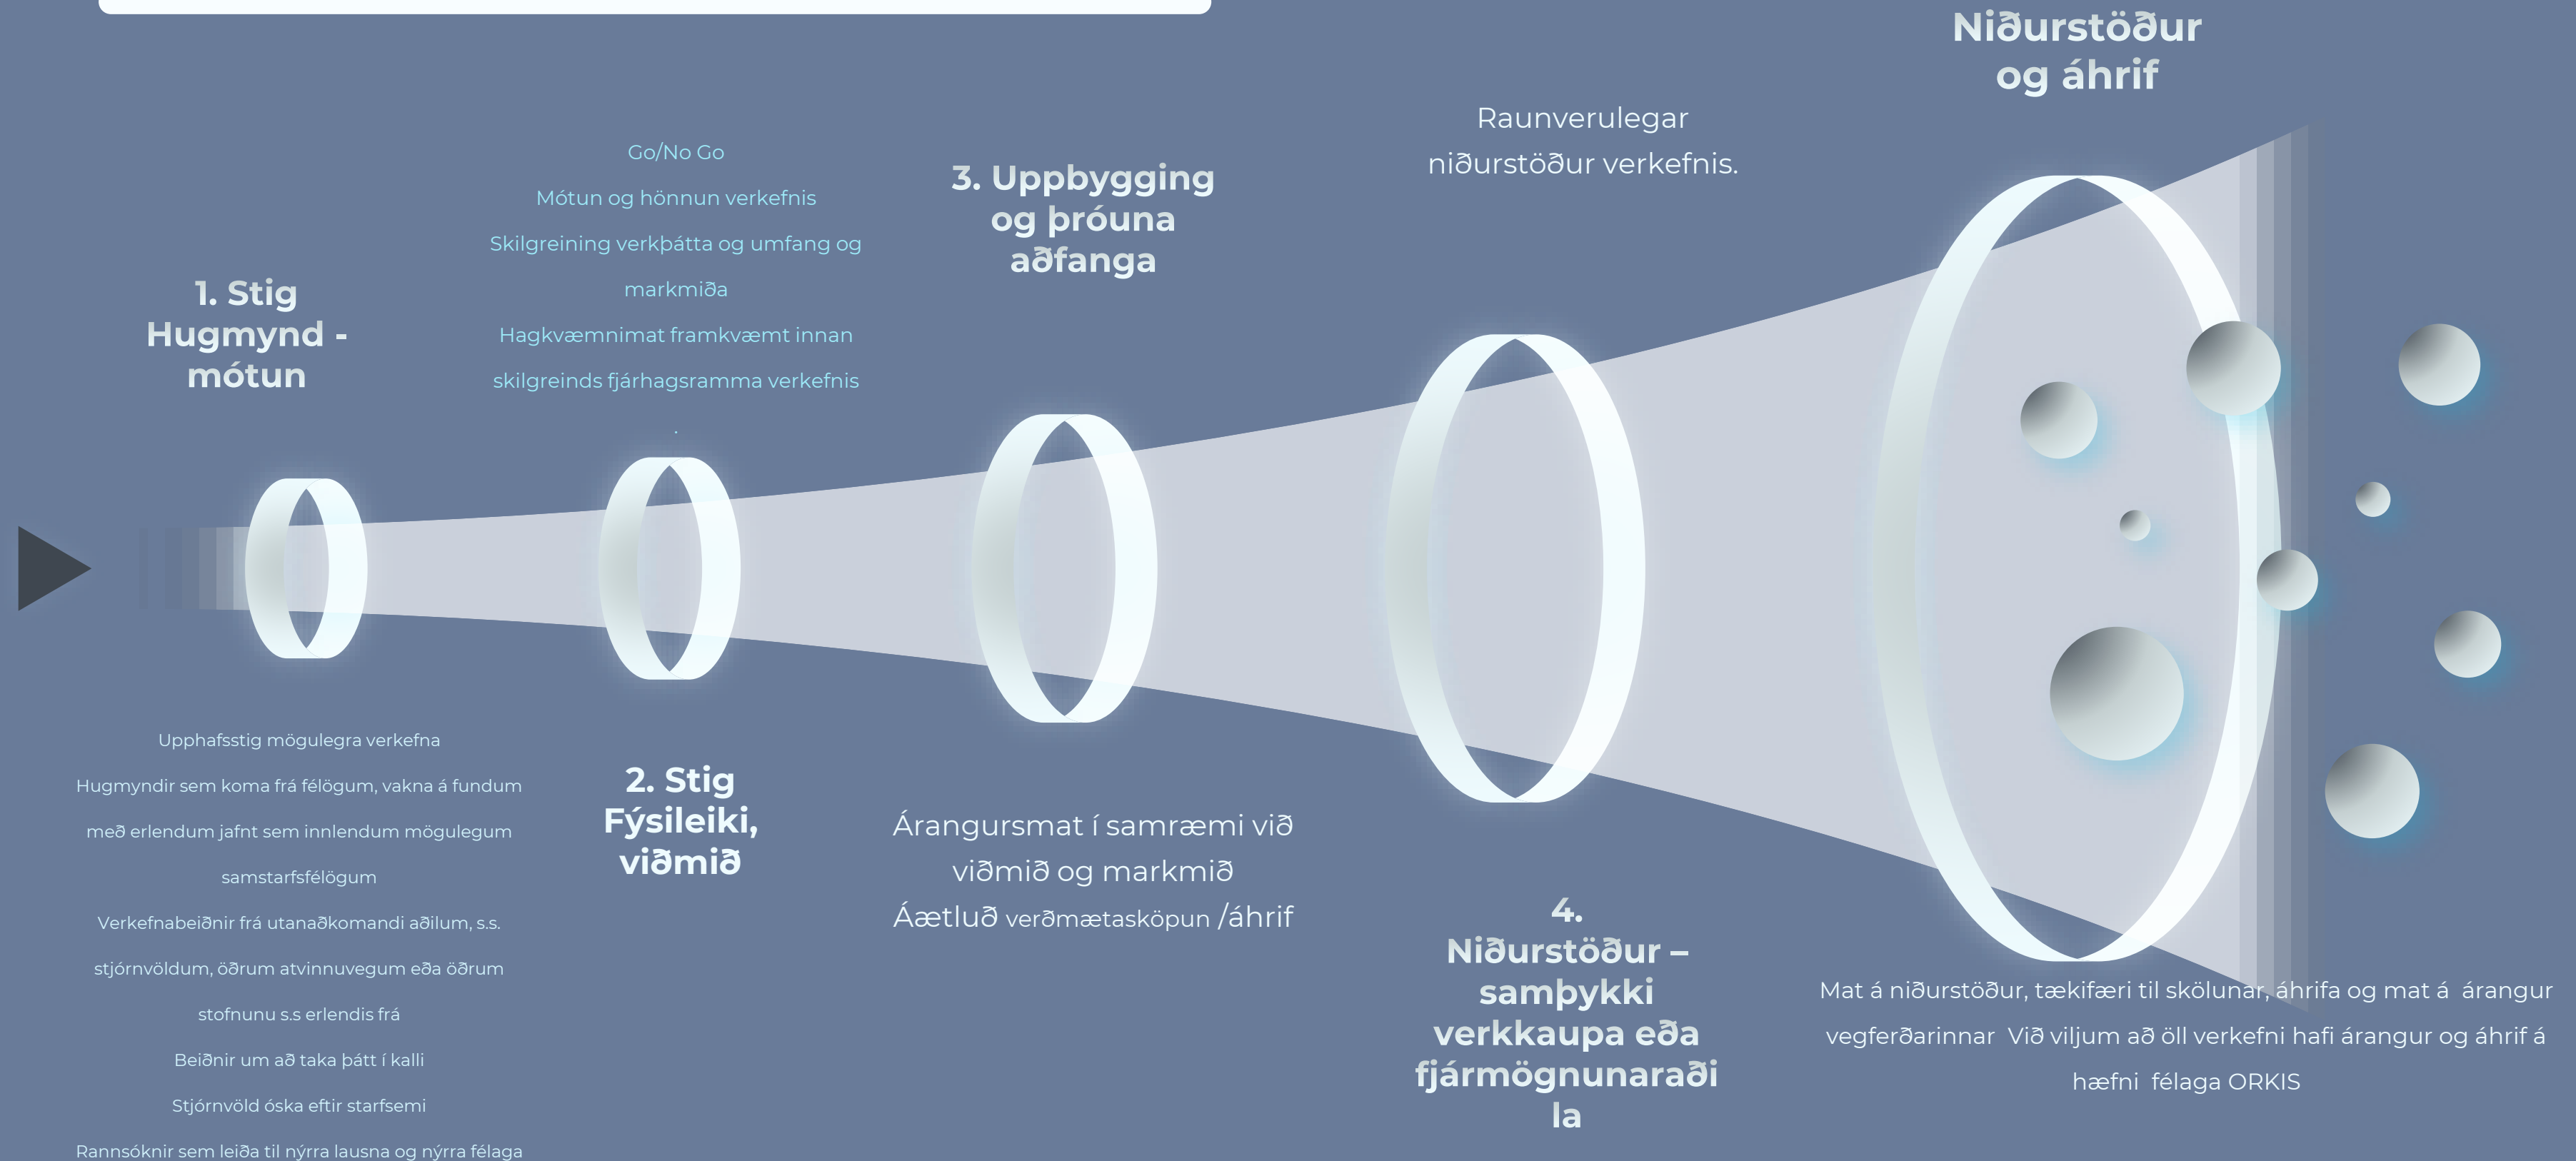 1. Stig
Hugmynd -
mótun
Upphafsstig mögulegra verkefna
Hugmyndir sem koma frá félögum, vakna á fundum
með erlendum jafnt sem innlendum mögulegum
samstarfsfélögum
Verkefnabeiðnir frá utanaðkomandi aðilum, s.s.
stjórnvöldum, öðrum atvinnuvegum eða öðrum
stofnunu s.s erlendis frá
Beiðnir um að taka þátt í kalli
Stjórnvöld óska eftir starfsemi
Rannsóknir sem leiða til nýrra lausna og nýrra félaga
Go/No Go
Mótun og hönnun verkefnis
Skilgreining verkþátta og umfang og
markmiða
Hagkvæmnimat framkvæmt innan
skilgreinds fjárhagsramma verkefnis
.
2. Stig
Fýsileiki,
viðmið
3. Uppbygging
og þróuna
aðfanga
Árangursmat í samræmi við
viðmið og markmið
Áætluð verðmætasköpun /áhrif
Raunverulegar
niðurstöður verkefnis.
4.
Niðurstöður –
samþykki
verkkaupa eða
fjármögnunaraði
la
Niðurstöður
og áhrif
Mat á niðurstöður, tækifæri til skölunar, áhrifa og mat á  árangur
vegferðarinnar  Við viljum að öll verkefni hafi árangur og áhrif á
hæfni  félaga ORKIS